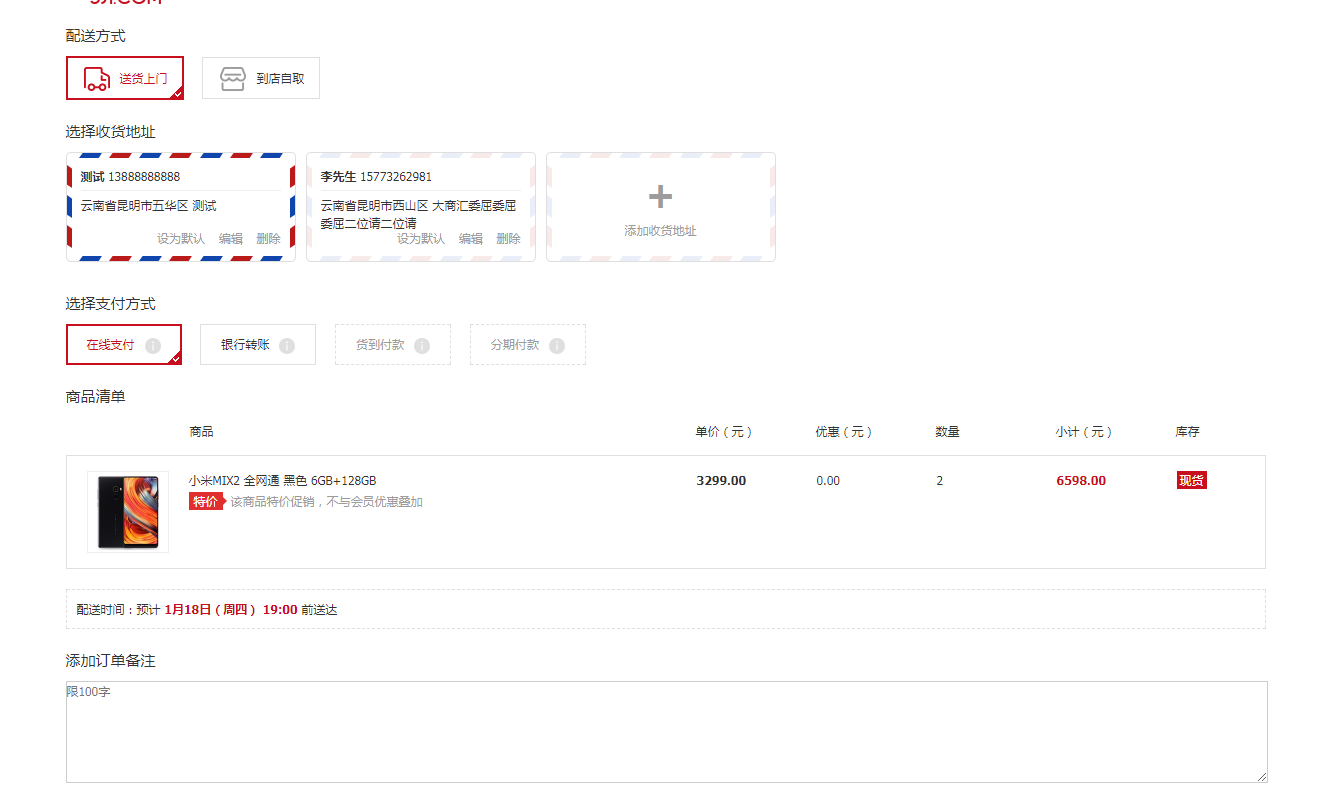 配送方式
送货上门 到店自取
选择收货地址
测试 13888888888
云南省昆明市五华区 测试
设为默认 编辑 删除
李先生 15773262981
云南省昆明市西山区 大商汇委屈委屈
委屈二位请二位请
设为默认 编辑 删除
添加收货地址
选择支付方式
在线支付 银行转账 货到付款 分期付款
商品清单
商品 单价（元） 优惠（元） 数量 小计（元） 库存
小米MIX2 全网通 黑色 6GB+128GB 3299.00 0.00 2 6598.00 现货
特价 该商品特价促销，不与会员优惠叠加
配送时间：预计 1月18日（周四） 19:00 前送达
添加订单备注
限100字